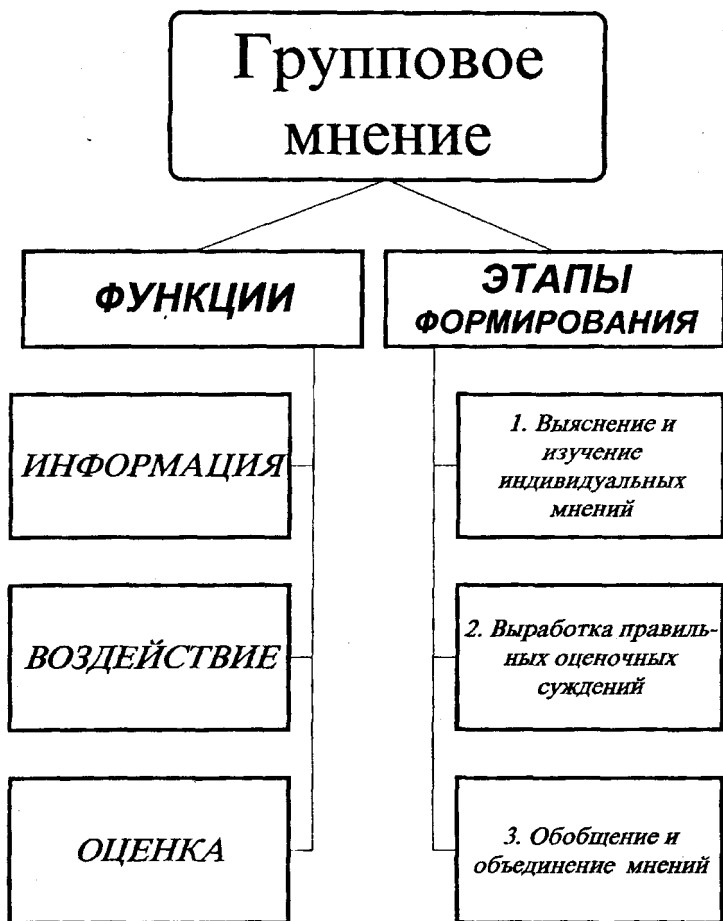 Групповое
мнение
ФУНКЦИИ
ЭТАПЫ
ФОРМИРОВАНИЯ
ИНФОРМАЦИЯ
ВОЗДЕЙСТВИЕ
ОЦЕНКА
1. Выяснение и
изучение
индивидуальных
мнений
2. Выработка правиль-
ных оценочных
суждений
3. Обобщение и
объединение мнений